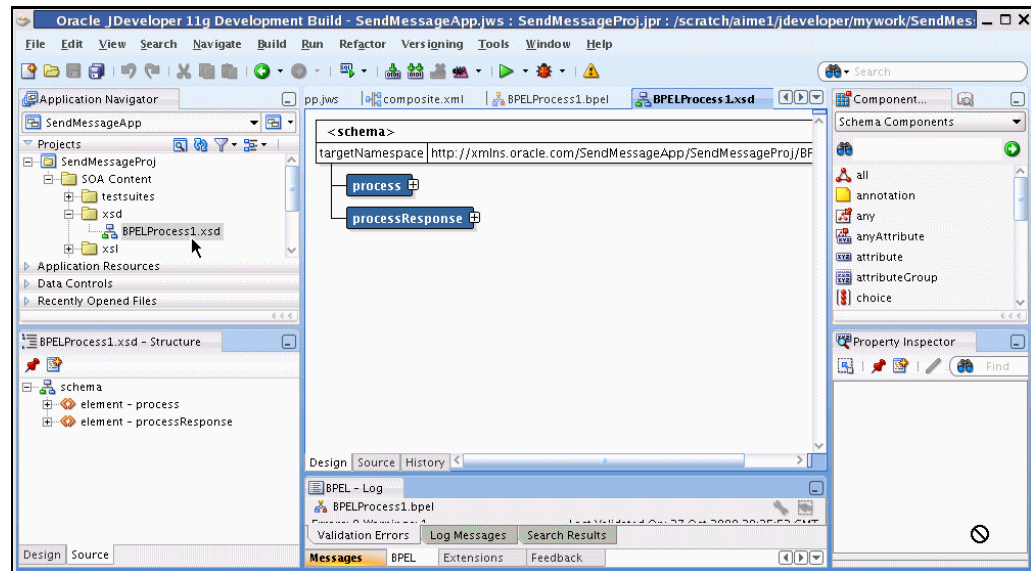 Oracle JDeveloper 11g Development Build - SendMessageApp.jws : SendMessageProj.jpr : /scratch/aime1/jdeveloper/mywork/SendMes
File Edit View Search Navigate Build Run Refactor Versioning Tools Window Help
Search
Application Navigator
SendMessageApp
Projects
SendMessageProj
SOA Content
testsuites
xsd
BPELProcess1.xsd
xsl
Application Resources
Data Controls
Recently Opened Files
BPELProcess1.xsd - Structure
schema
element - process
element - processResponse
Design Source
pp.jws composite.xml BPELProcess1.bpel BPELProcess1.xsd
<schema>
targetNamespace http://xmlns.oracle.com/SendMessageApp/SendMessageProj/BP
process
processResponse
Design Source History
BPEL - Log
BPELProcess1.bpel
Validation Errors Log Messages Search Results
Messages BPEL Extensions Feedback
Component...
Schema Components
all
annotation
any
anyAttribute
attribute
attributeGroup
choice
Property Inspector
Find